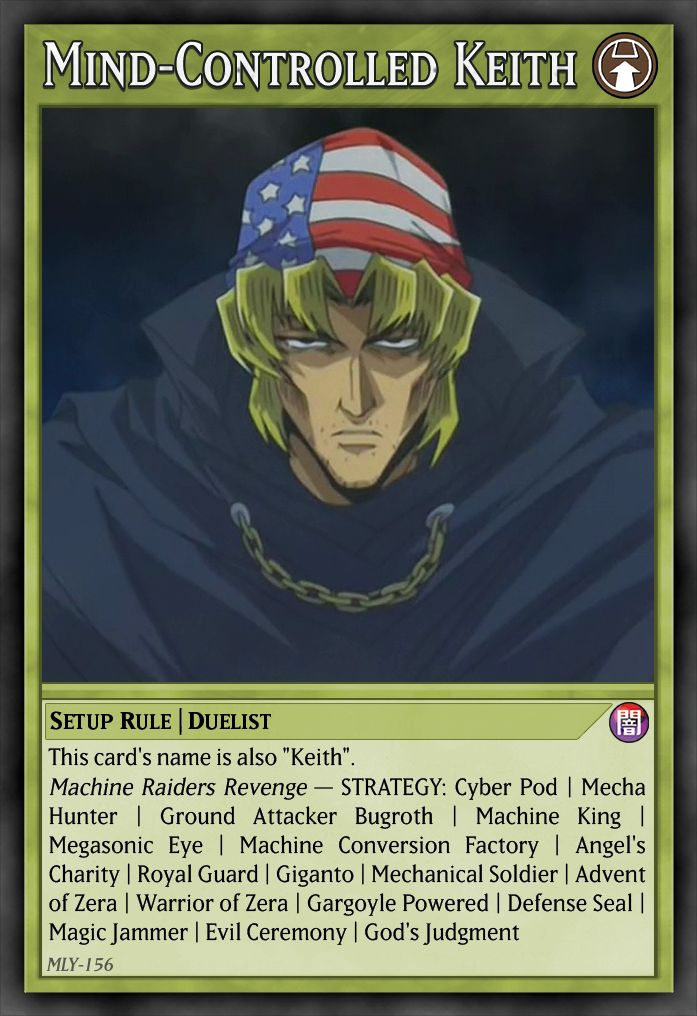 Mind-Controlled Keith
Setup Rule | Duelist
闇
This card's name is also "Keith".
Machine Raiders Revenge — STRATEGY: Cyber Pod | Mecha
Hunter | Ground Attacker Bugroth | Machine King |
Megasonic Eye | Machine Conversion Factory | Angel's
Charity | Royal Guard | Giganto | Mechanical Soldier | Advent
of Zera | Warrior of Zera | Gargoyle Powered | Defense Seal |
Magic Jammer | Evil Ceremony | God's Judgment
MLY-156